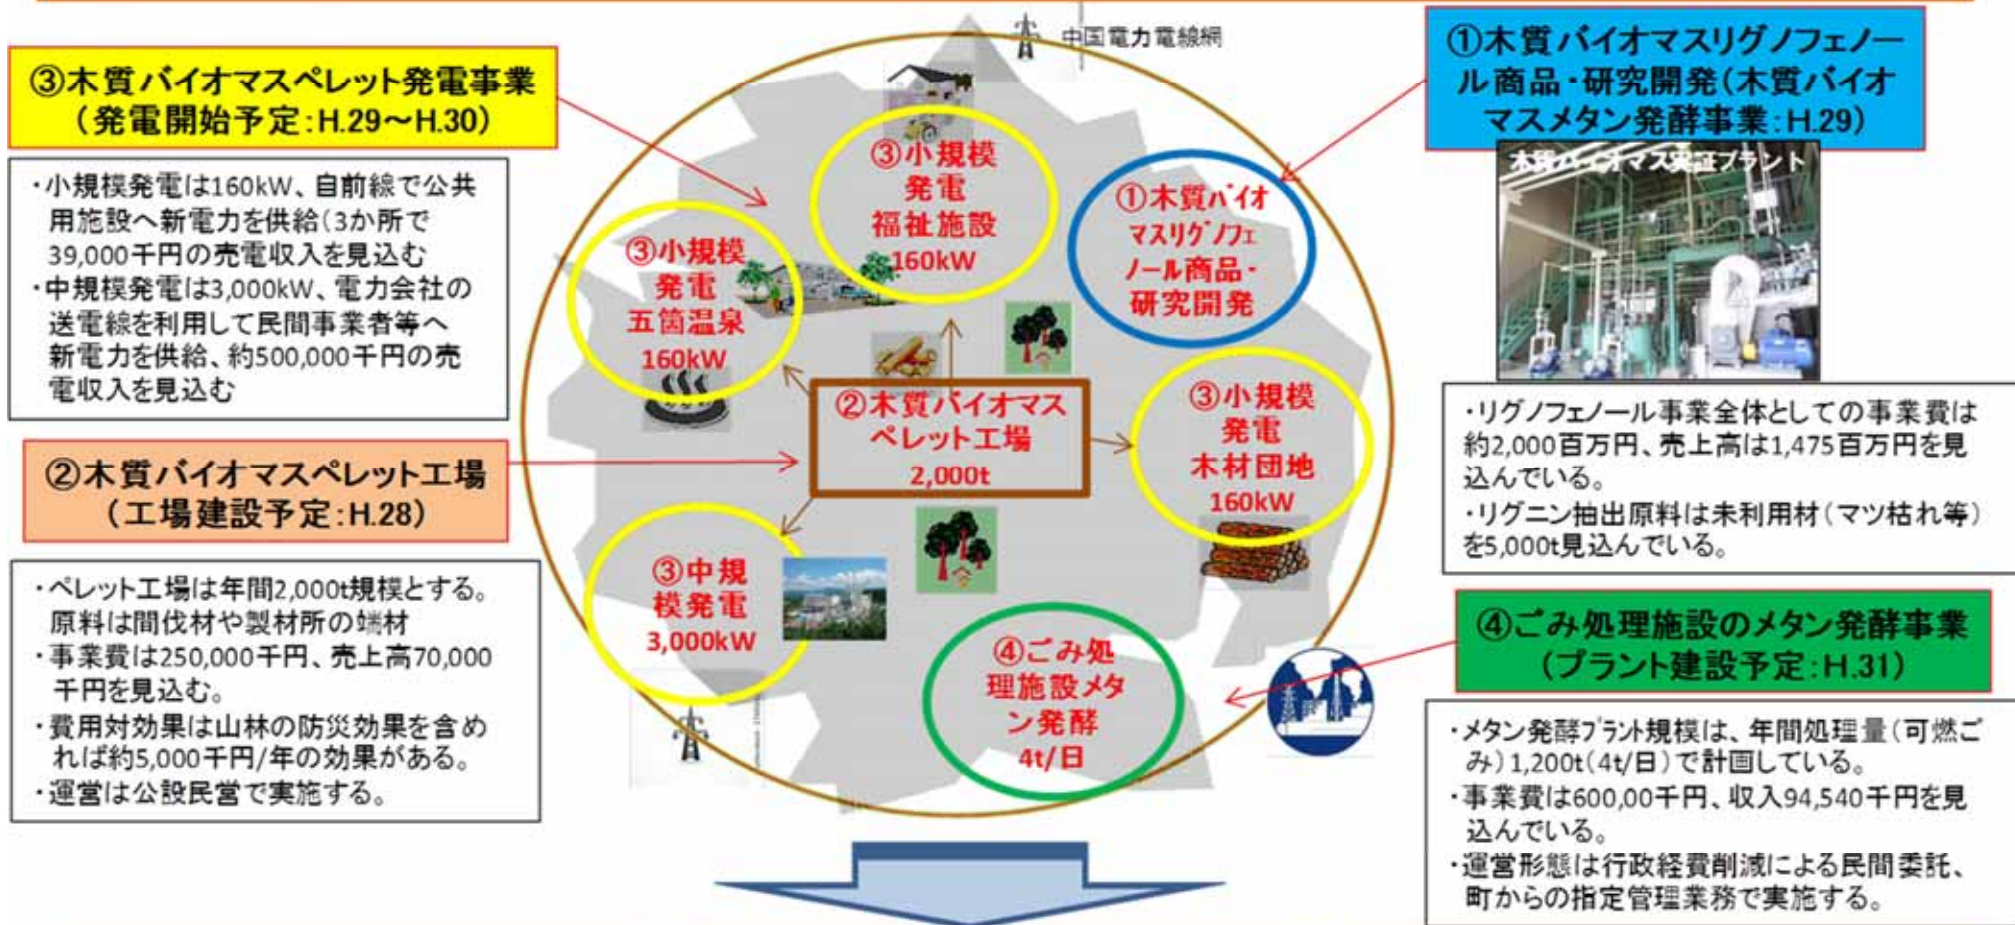 ③木質バイオマスペレット発電事業
(発電開始予定:H.29～H.30)
・小規模発電は160kW、自前線で公共
用施設へ新電力を供給(3か所で
39,000千円の売電収入を見込む
・中規模発電は3,000kW、電力会社の
送電線を利用して民間事業者等へ
新電力を供給、約500,000千円の売
電収入を見込む
②木質バイオマスペレット工場
(工場建設予定:H.28)
・ペレット工場は年間2,000t規模とする。
原料は間伐材や製材所の端材
・事業費は250,000千円、売上高70,000
千円を見込む。
・費用対効果は山林の防災効果を含め
れば約5,000千円/年の効果がある。
・運営は公設民営で実施する。
中国電力電線網
③小規模
発電
福祉施設
160kW
③小規模
発電
五箇温泉
160kW
①木質バイオ
マスリグノフェ
ノール商品・
研究開発
②木質バイオマス
ペレット工場
2,000t
③小規模
発電
木材団地
160kW
③中規
模発電
3,000kW
④ごみ処
理施設メタ
ン発酵
4t/日
①木質バイオマスリグノフェノー
ル商品・研究開発(木質バイオ
マスメタン発酵事業:H.29)
木質バイオマス実証プラント
・リグノフェノール事業全体としての事業費は
約2,000百万円、売上高は1,475百万円を見
込んでいる。
・リグニン抽出原料は未利用材(マツ枯れ等)
を5,000t見込んでいる。
④ごみ処理施設のメタン発酵事業
(プラント建設予定:H.31)
・メタン発酵プラント規模は、年間処理量(可燃ご
み)1,200t(4t/日)で計画している。
・事業費は600,00千円、収入94,540千円を見
込んでいる。
・運営形態は行政経費削減による民間委託、
町からの指定管理業務で実施する。